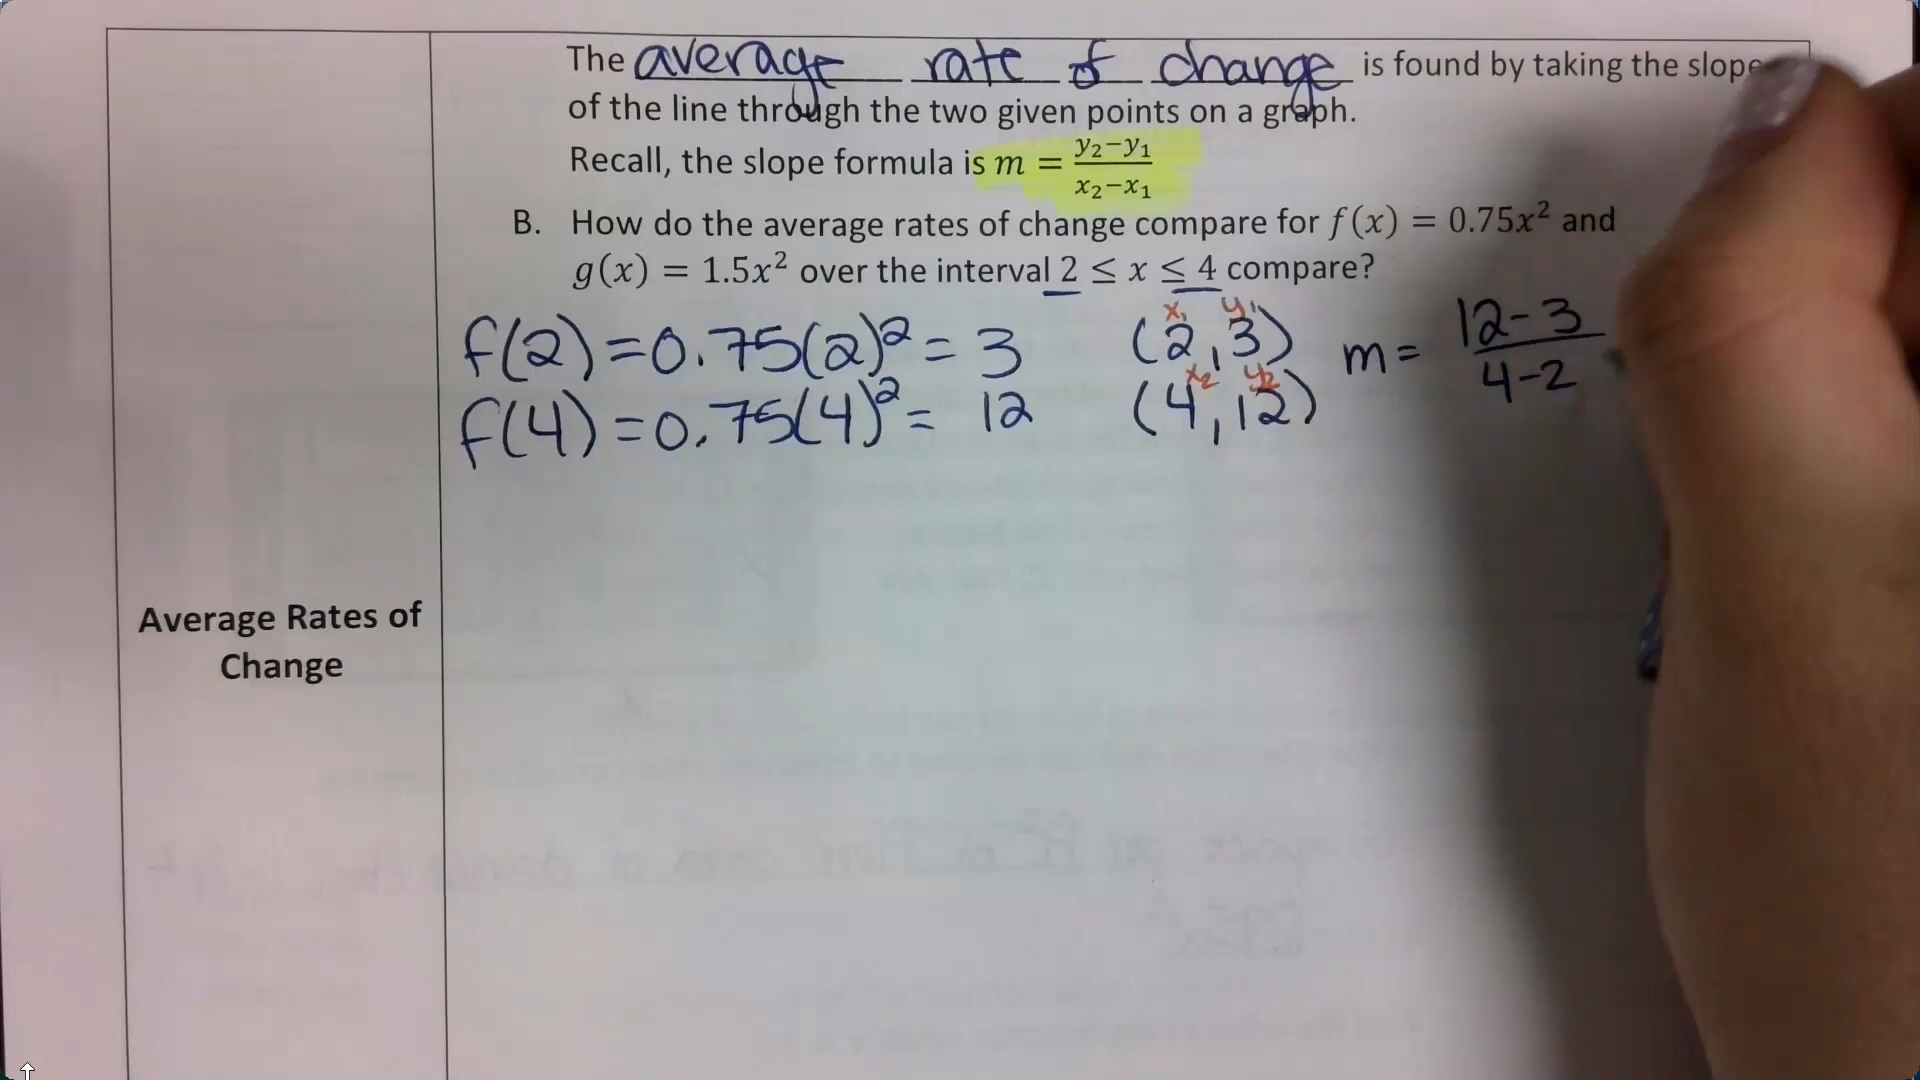 The average rate of change is found by taking the slope
of the line through the two given points on a graph.
Recall, the slope formula is m = y₂−y₁ / x₂−x₁
B. How do the average rates of change compare for f(x) = 0.75x² and
g(x) = 1.5x² over the interval 2 ≤ x ≤ 4 compare?
f(2) = 0.75(2)² = 3
x₁ y₁
(2, 3)
m = 12-3 / 4-2
f(4) = 0.75(4)² = 12
x₂ y₂
(4, 12)
Average Rates of
Change